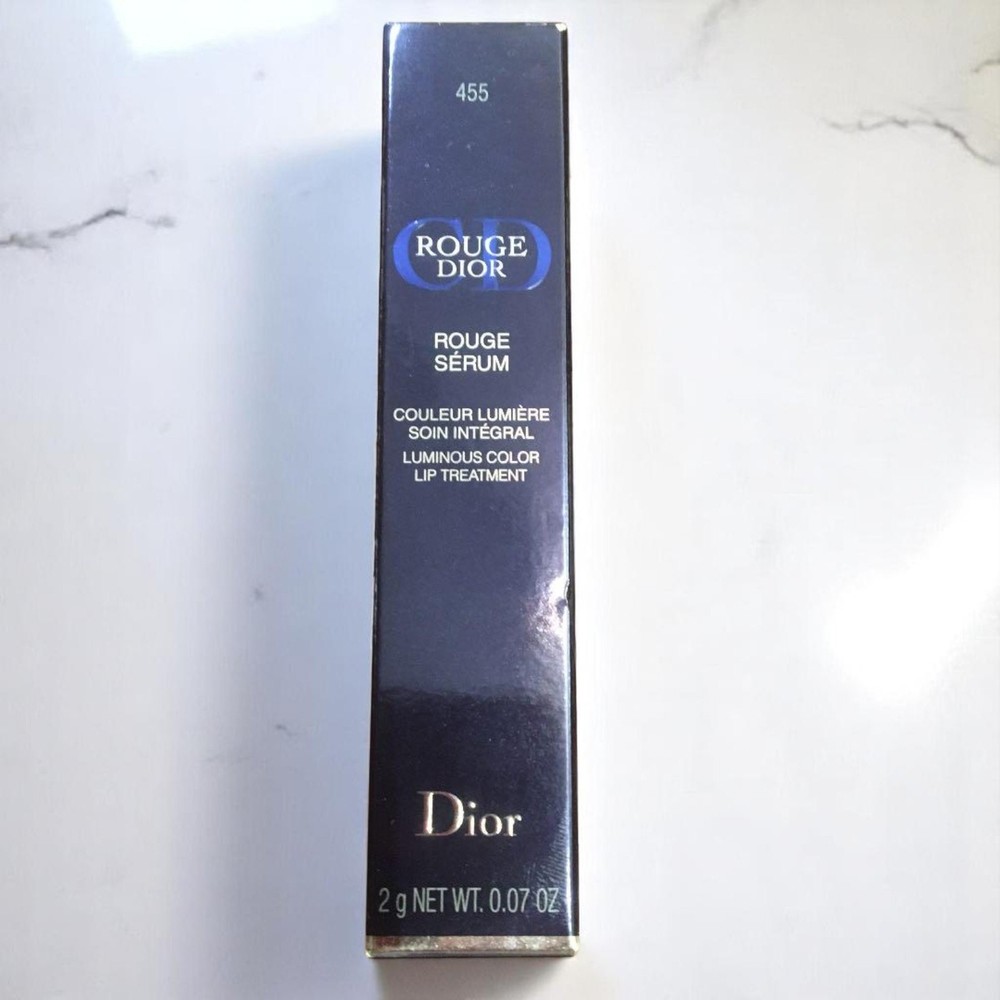 455
CD
ROUGE
DIOR
ROUGE
SÉRUM
COULEUR LUMIÈRE
SOIN INTÉGRAL
LUMINOUS COLOR
LIP TREATMENT
Dior
2 g NET WT. 0.07 OZ